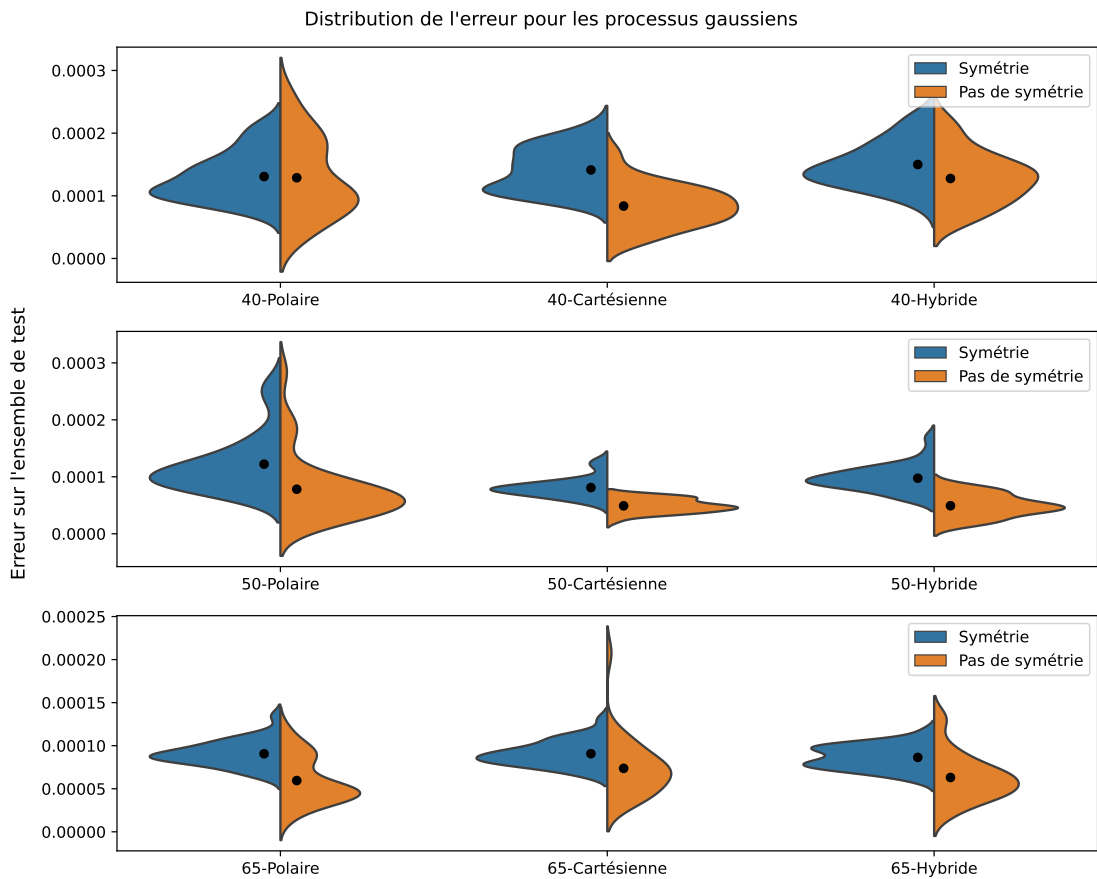 Distribution de l'erreur pour les processus gaussiens
Erreur sur l'ensemble de test
0.0003
0.0002
0.0001
0.0000
Symétrie
Pas de symétrie
40-Polaire
40-Cartésienne
40-Hybride
0.0003
0.0002
0.0001
0.0000
Symétrie
Pas de symétrie
50-Polaire
50-Cartésienne
50-Hybride
0.00025
0.00020
0.00015
0.00010
0.00005
0.00000
Symétrie
Pas de symétrie
65-Polaire
65-Cartésienne
65-Hybride